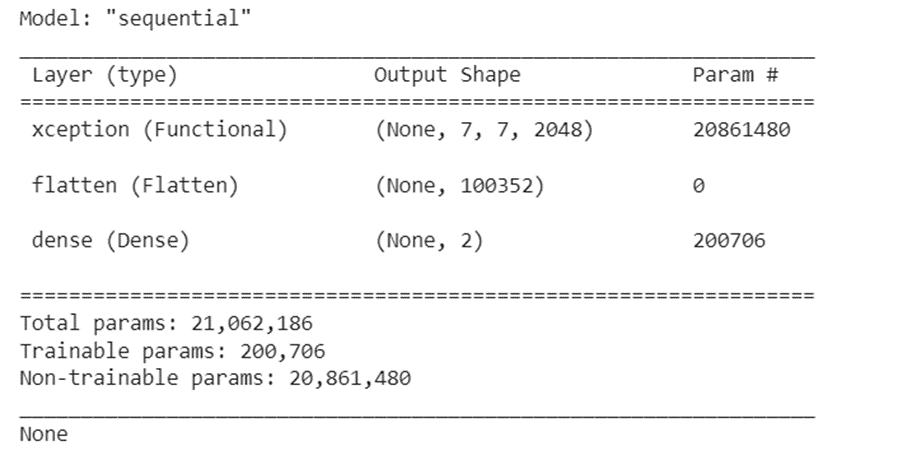 Model: "sequential"
Layer (type) Output Shape Param #
xception (Functional) (None, 7, 7, 2048) 20861480
flatten (Flatten) (None, 100352) 0
dense (Dense) (None, 2) 200706
Total params: 21,062,186
Trainable params: 200,706
Non-trainable params: 20,861,480
None